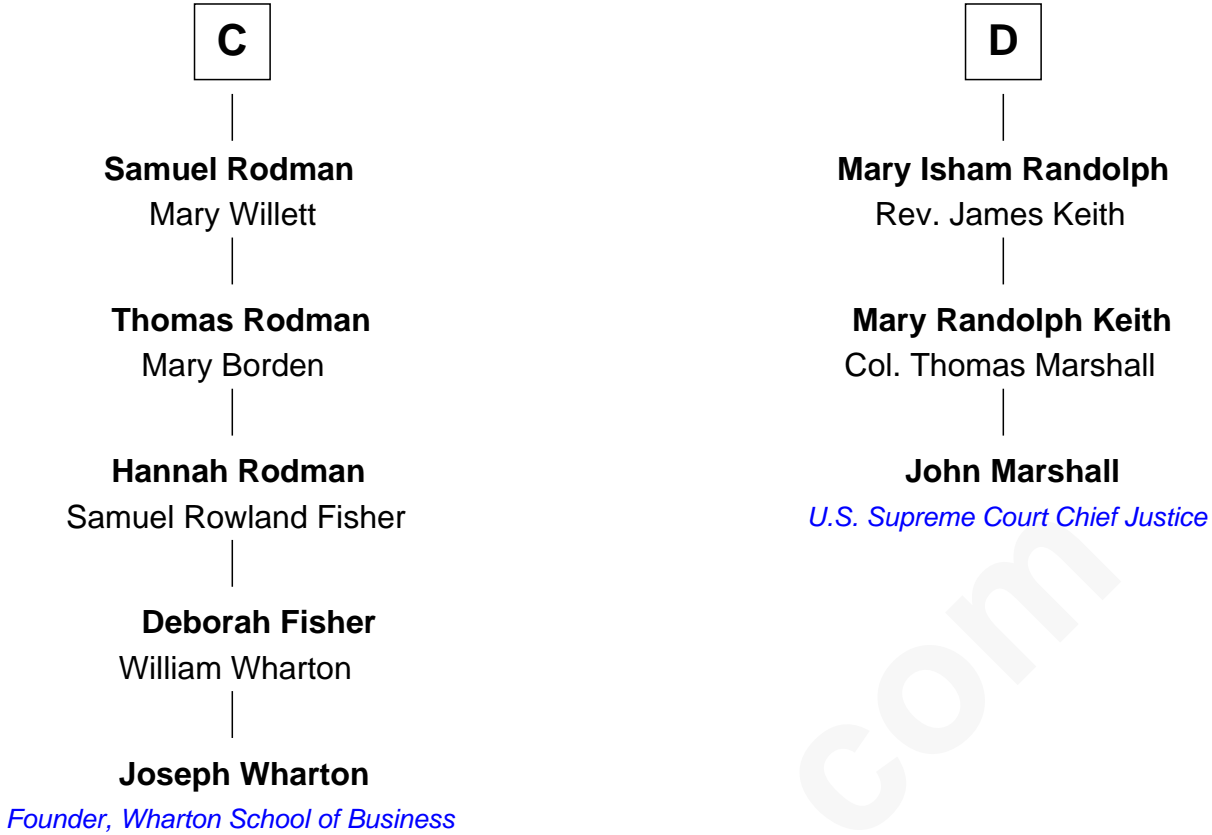 C
Samuel Rodman
Mary Willett
Thomas Rodman
Mary Borden
Hannah Rodman
Samuel Rowland Fisher
Deborah Fisher
William Wharton
Joseph Wharton
Founder, Wharton School of Business
D
Mary Isham Randolph
Rev. James Keith
Mary Randolph Keith
Col. Thomas Marshall
John Marshall
U.S. Supreme Court Chief Justice
com